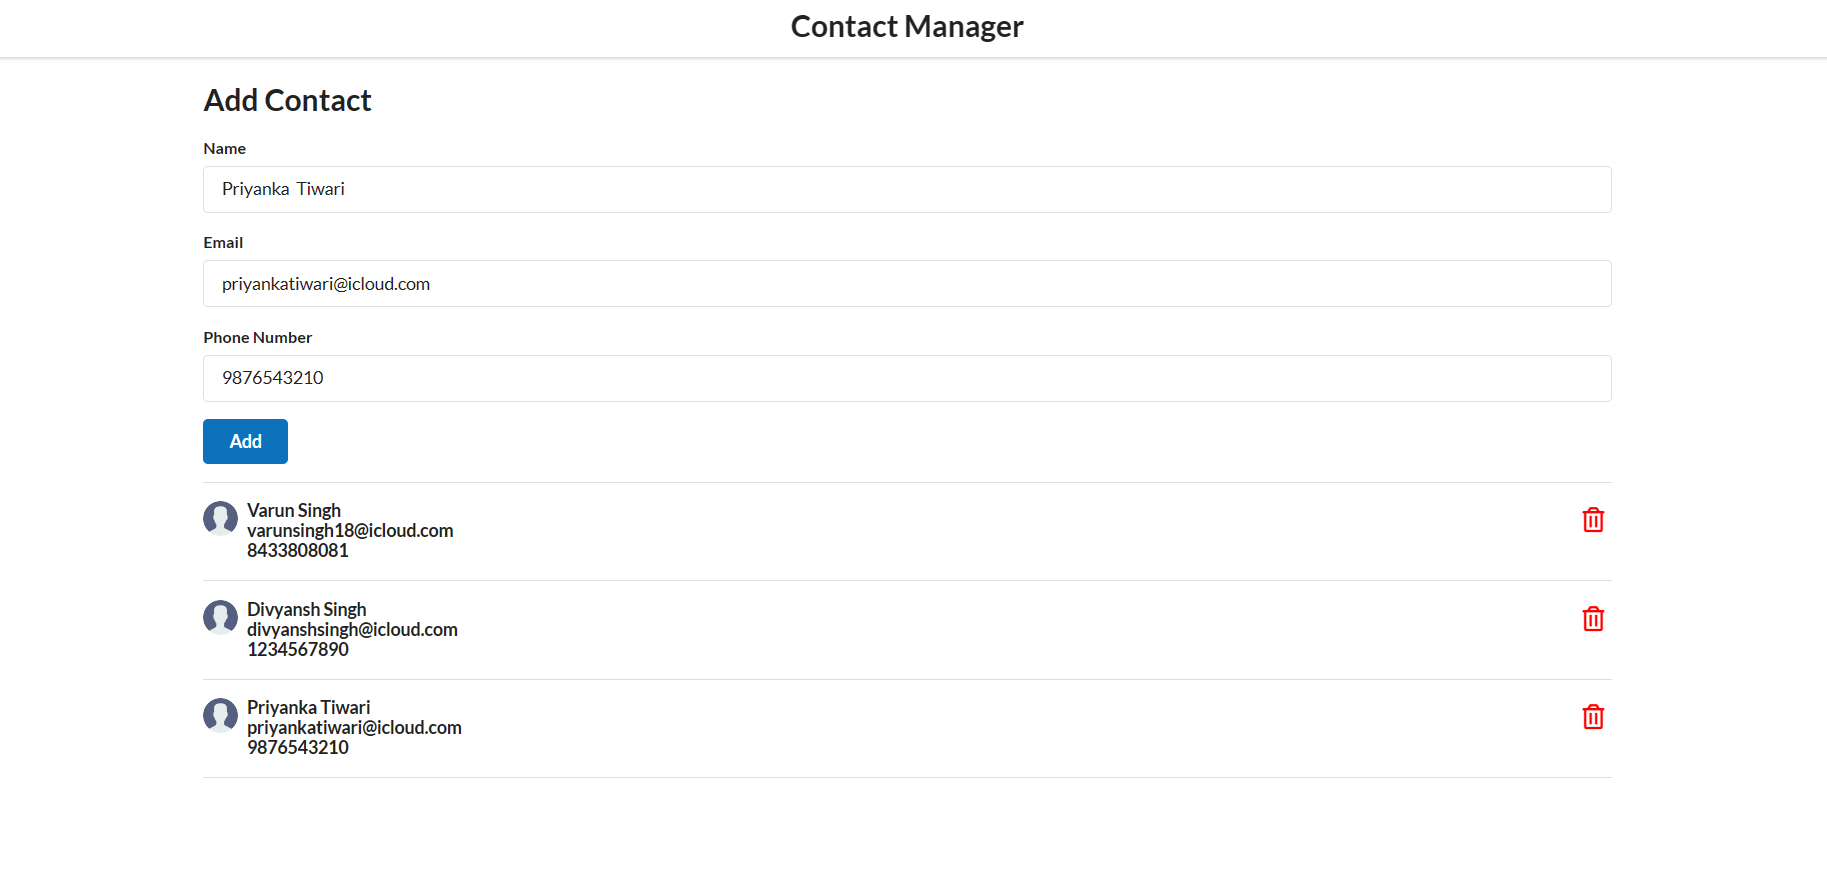 Contact Manager
Add Contact
Name
Priyanka  Tiwari
Email
priyankatiwari@icloud.com
Phone Number
9876543210
Add
Varun Singh
varunsingh18@icloud.com
8433808081
Divyansh Singh
divyanshsingh@icloud.com
1234567890
Priyanka Tiwari
priyankatiwari@icloud.com
9876543210